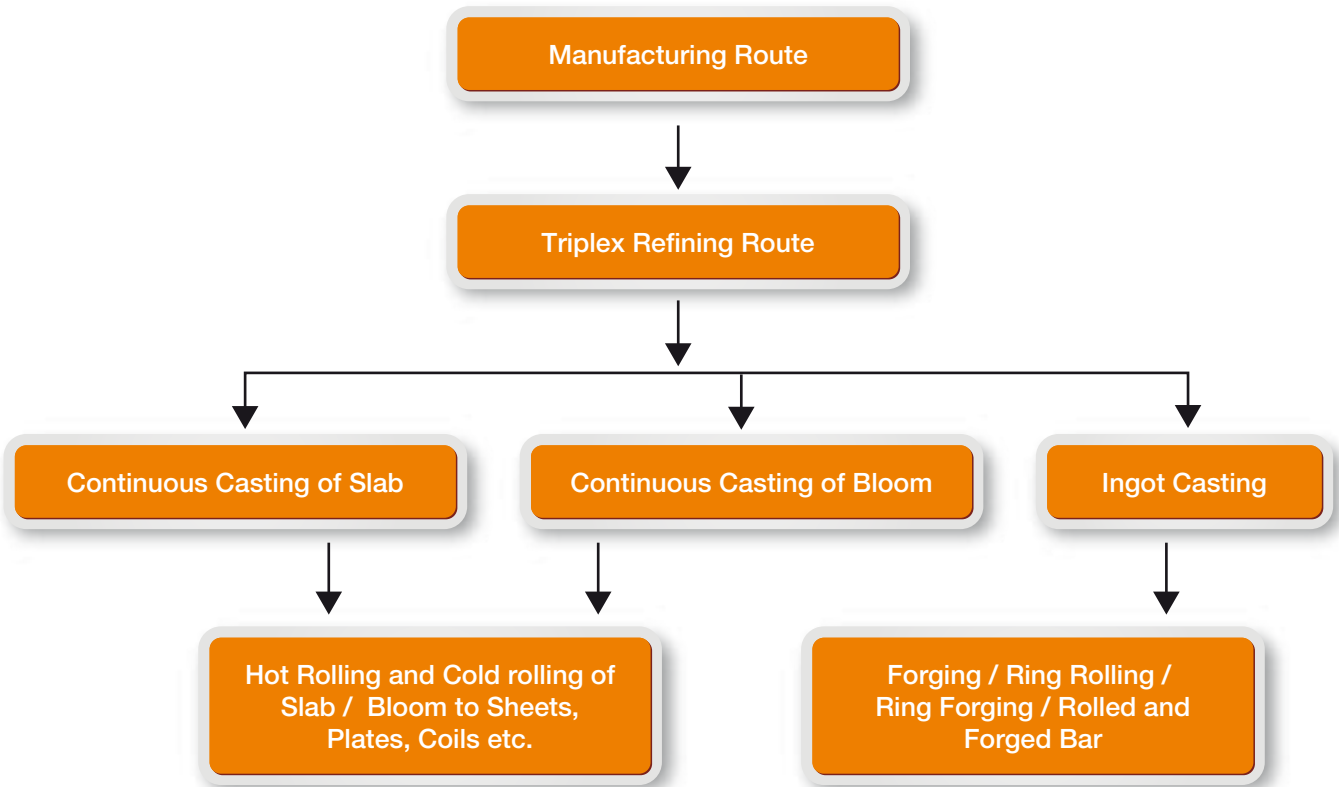 Manufacturing Route
Triplex Refining Route
Continuous Casting of Slab
Continuous Casting of Bloom
Ingot Casting
Hot Rolling and Cold rolling of
Slab / Bloom to Sheets,
Plates, Coils etc.
Forging / Ring Rolling /
Ring Forging / Rolled and
Forged Bar